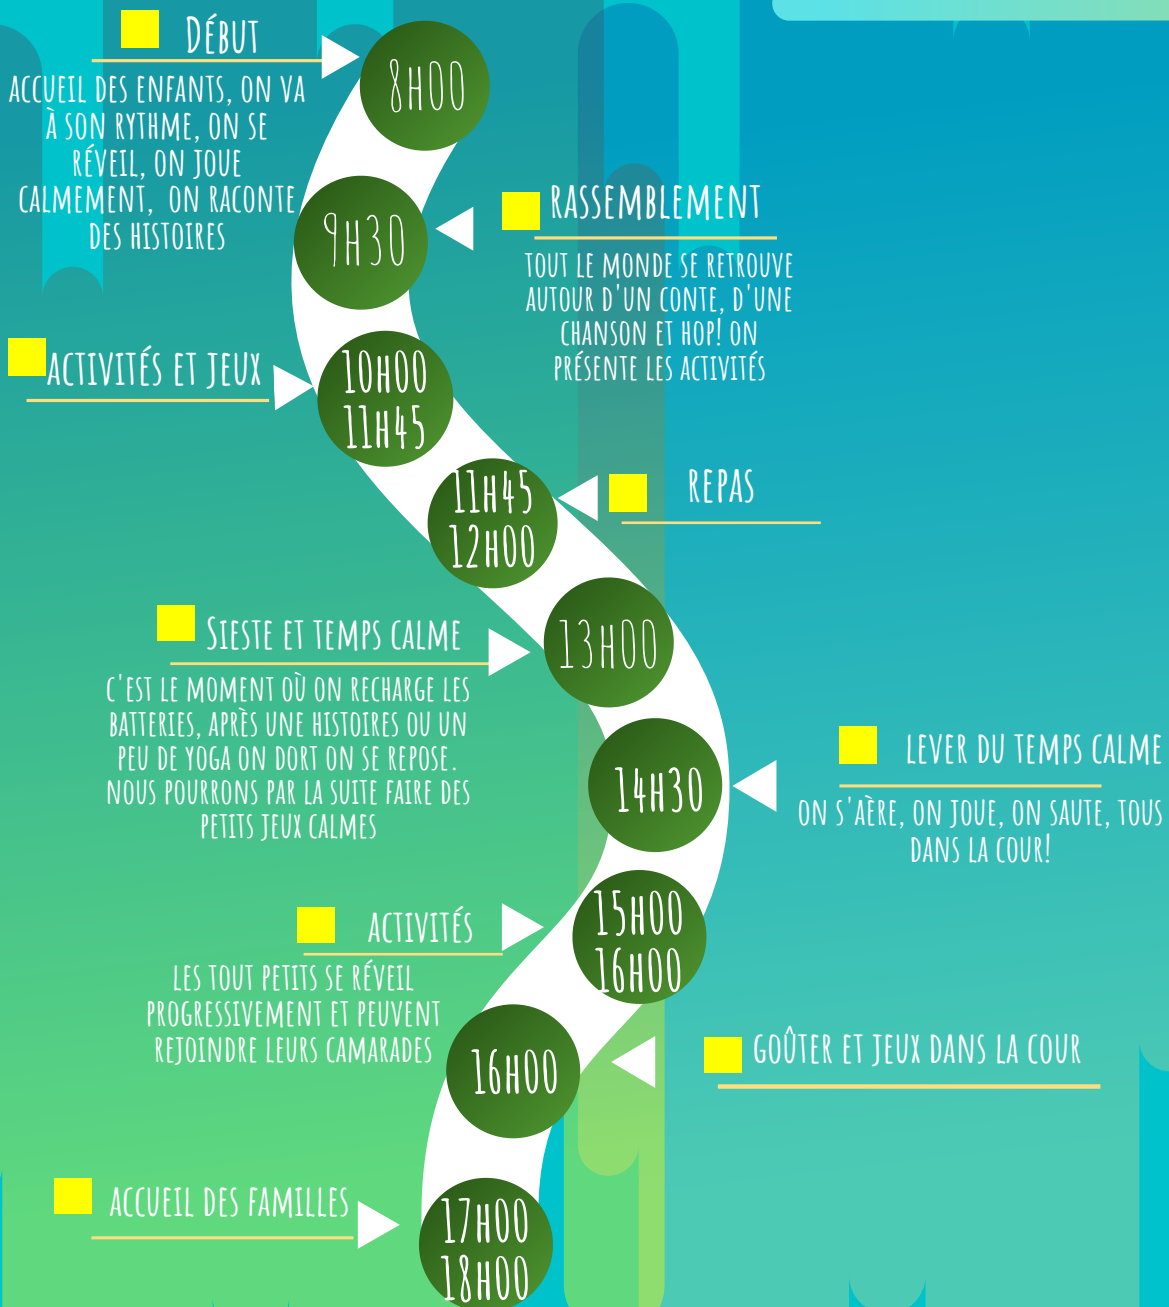 Début
8H00
ACCUEIL DES ENFANTS, ON VA
À SON RYTHME, ON SE
RÉVEIL, ON JOUE
CALMEMENT, ON RACONTE
DES HISTOIRES
9H30
RASSEMBLEMENT
TOUT LE MONDE SE RETROUVE
AUTOUR D'UN CONTE, D'UNE
CHANSON ET HOP! ON
PRÉSENTE LES ACTIVITÉS
ACTIVITÉS ET JEUX
10H00
11H45
REPAS
11H45
12H00
Sieste et temps calme
13H00
C'EST LE MOMENT OÙ ON RECHARGE LES
BATTERIES, APRÈS UNE HISTOIRES OU UN
PEU DE YOGA ON DORT ON SE REPOSE.
NOUS POURRONS PAR LA SUITE FAIRE DES
PETITS JEUX CALMES
14H30
LEVER DU TEMPS CALME
ON S'AÈRE, ON JOUE, ON SAUTE, TOUS
DANS LA COUR!
ACTIVITÉS
15H00
16H00
LES TOUT PETITS SE RÉVEIL
PROGRESSIVEMENT ET PEUVENT
REJOINDRE LEURS CAMARADES
16H00
GOÛTER ET JEUX DANS LA COUR
ACCUEIL DES FAMILLES
17H00
18H00